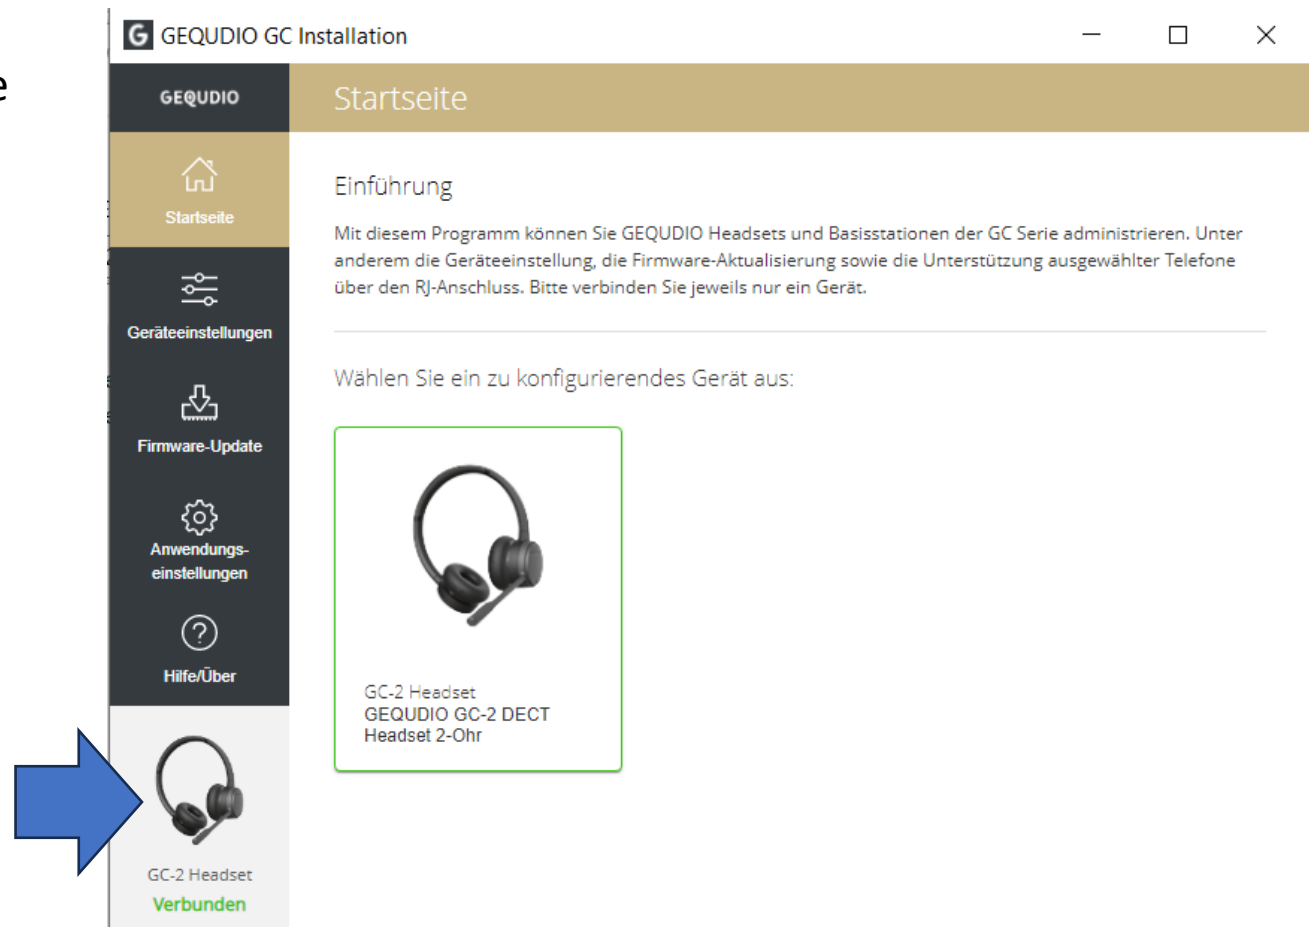 GEQUDIO GC Installation
GEQUDIO
Startseite
e
Startseite
Geräteeinstellungen
Firmware-Update
Anwendungs-
einstellungen
Hilfe/Über
GC-2 Headset
Verbunden
Einführung
Mit diesem Programm können Sie GEQUDIO Headsets und Basisstationen der GC Serie administrieren. Unter
anderem die Geräteeinstellung, die Firmware-Aktualisierung sowie die Unterstützung ausgewählter Telefone
über den RJ-Anschluss. Bitte verbinden Sie jeweils nur ein Gerät.
Wählen Sie ein zu konfigurierendes Gerät aus:
GC-2 Headset
GEQUDIO GC-2 DECT
Headset 2-Ohr